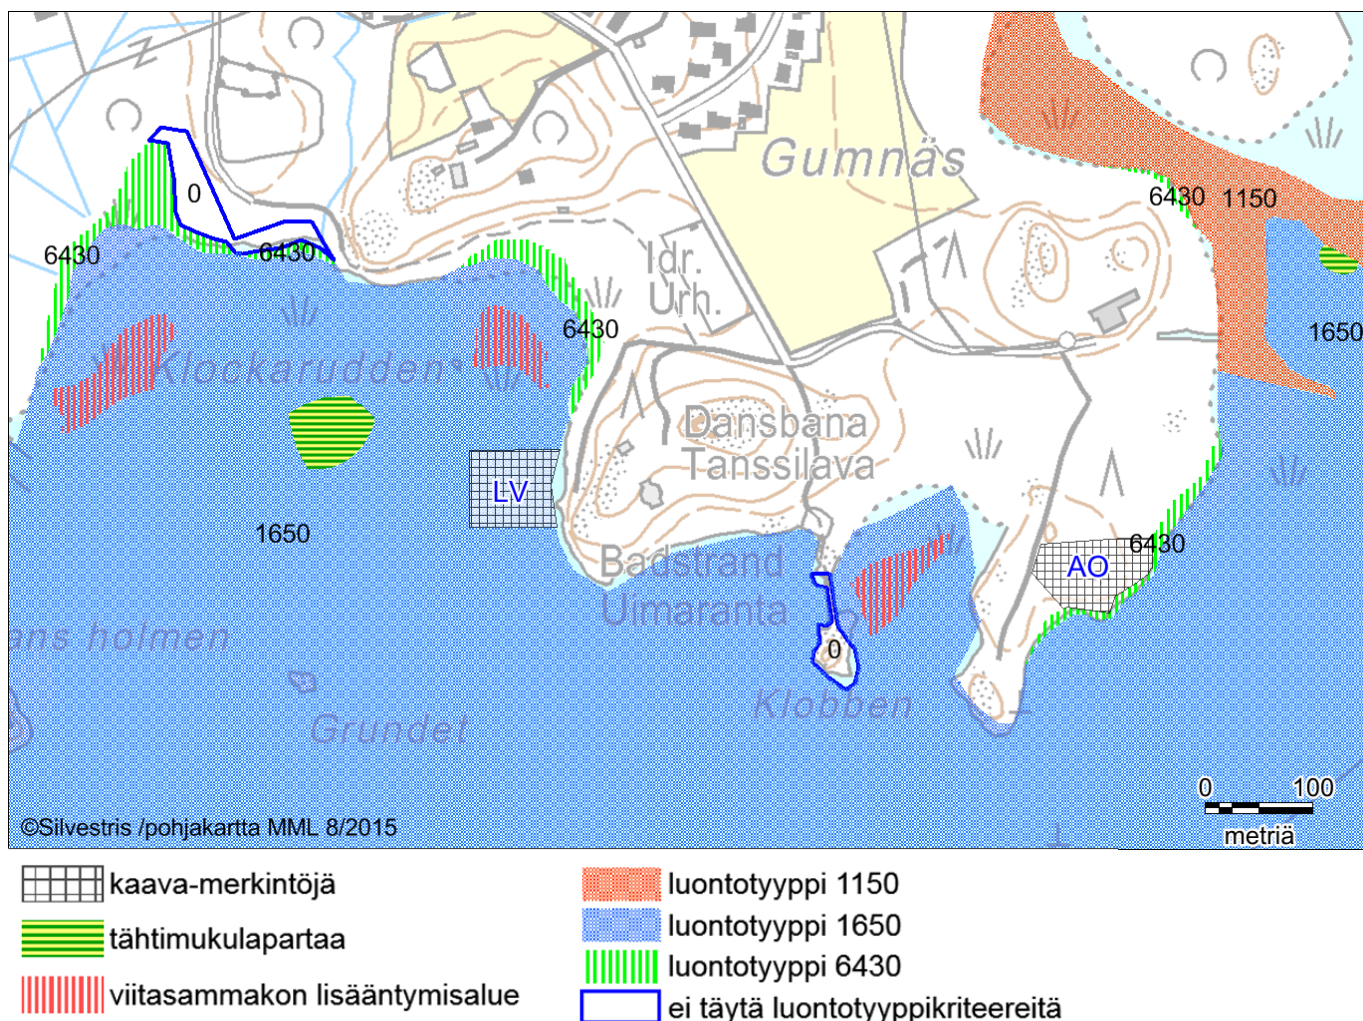 Gumnäs
0
6430
1150
6430
6430
Idr.
Urh.
6430
1650
Klockarudden
Dansbana
Tanssilava
LV
1650
6430
AO
Badstrand
Uimaranta
ans holmen
0
Klobben
Grundet
0 100
metriä
©Silvestris /pohjakartta MML 8/2015
kaava-merkintöjä
tähtimukulapartaa
viitasammakon lisääntymisalue
luontotyyppi 1150
luontotyyppi 1650
luontotyyppi 6430
ei täytä luontotyyppikriteereitä